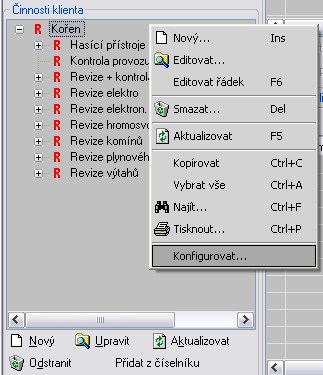 Činnosti klienta
R Kořen
R Hasící přístroje
R Kontrola provozu
R Revize + kontrola
R Revize elektro
R Revize elektron.
R Revize hromosvo
R Revize komínů
R Revize plynovéh
R Revize výtahů
Nový... Ins
Editovat...
Editovat řádek F6
Smazat... Del
Aktualizovat F5
Kopírovat Ctrl+C
Vybrat vše Ctrl+A
Najít... Ctrl+F
Tisknout... Ctrl+P
Konfigurovat...
Nový Upravit Aktualizovat
Odstranit Přidat z číselníku